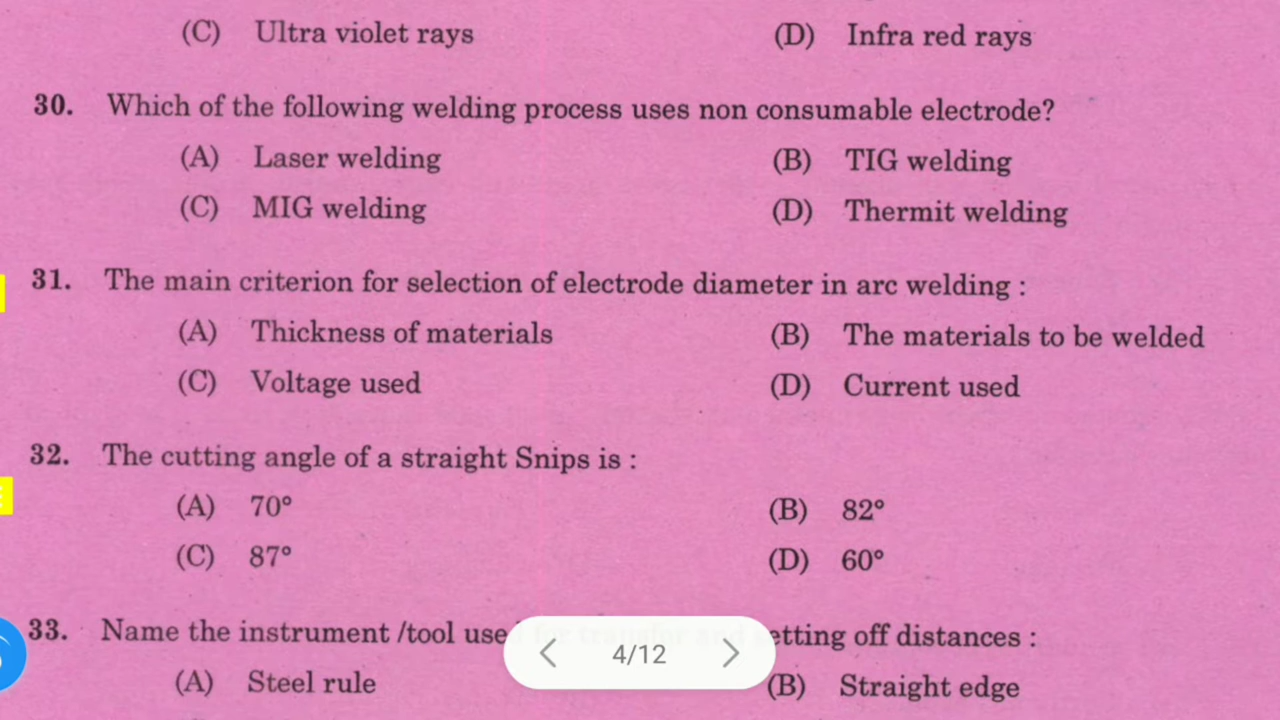 (C) Ultra violet rays (D) Infra red rays
30. Which of the following welding process uses non consumable electrode?
(A) Laser welding (B) TIG welding
(C) MIG welding (D) Thermit welding
31. The main criterion for selection of electrode diameter in arc welding :
(A) Thickness of materials (B) The materials to be welded
(C) Voltage used (D) Current used
32. The cutting angle of a straight Snips is :
(A) 70° (B) 82°
(C) 87° (D) 60°
33. Name the instrument /tool use for transfer and etting off distances :
4/12
(A) Steel rule (B) Straight edge